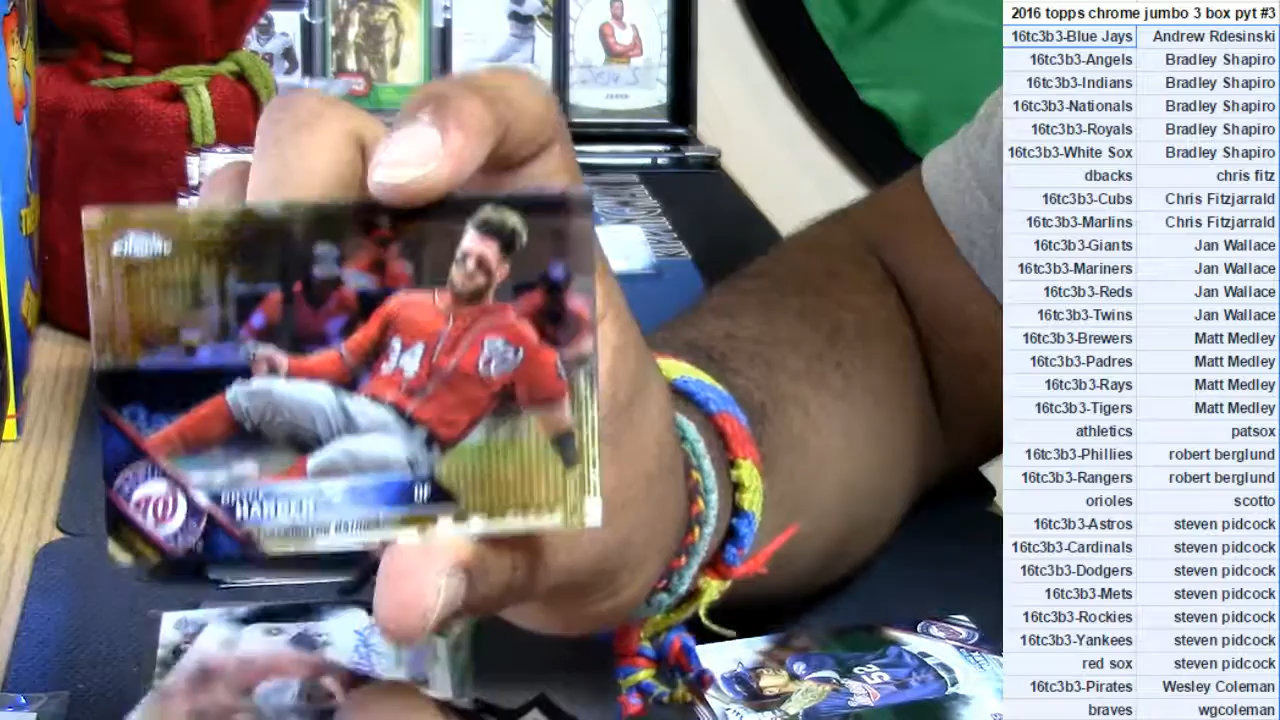 2016 topps chrome jumbo 3 box pyt #3
16tc3b3-Blue Jays Andrew Rdesinski
16tc3b3-Angels Bradley Shapiro
16tc3b3-Indians Bradley Shapiro
16tc3b3-Nationals Bradley Shapiro
16tc3b3-Royals Bradley Shapiro
16tc3b3-White Sox Bradley Shapiro
dbacks chris fitz
16tc3b3-Cubs Chris Fitzjarrald
16tc3b3-Marlins Chris Fitzjarrald
16tc3b3-Giants Jan Wallace
16tc3b3-Mariners Jan Wallace
16tc3b3-Reds Jan Wallace
16tc3b3-Twins Jan Wallace
16tc3b3-Brewers Matt Medley
16tc3b3-Padres Matt Medley
16tc3b3-Rays Matt Medley
16tc3b3-Tigers Matt Medley
athletics patsox
16tc3b3-Phillies robert berglund
16tc3b3-Rangers robert berglund
orioles scotto
16tc3b3-Astros steven pidcock
16tc3b3-Cardinals steven pidcock
16tc3b3-Dodgers steven pidcock
16tc3b3-Mets steven pidcock
16tc3b3-Rockies steven pidcock
16tc3b3-Yankees steven pidcock
red sox steven pidcock
16tc3b3-Pirates Wesley Coleman
braves wgcoleman
34
HARPER
52